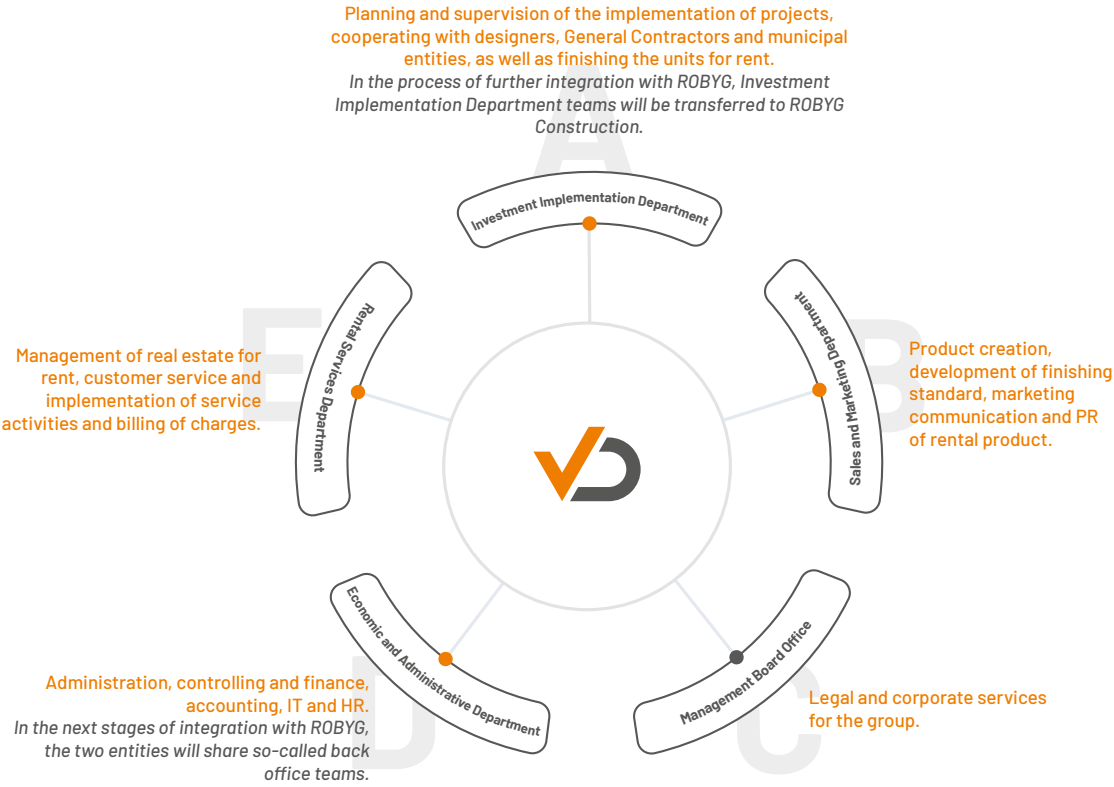 Planning and supervision of the implementation of projects,
cooperating with designers, General Contractors and municipal
entities, as well as finishing the units for rent.
In the process of further integration with ROBYG, Investment
Implementation Department teams will be transferred to ROBYG
Construction.
A
Investment Implementation Department
B
Sales and Marketing Department
Product creation,
development of finishing
standard, marketing
communication and PR
of rental product.
C
Management Board Office
Legal and corporate services
for the group.
D
Economic and Administrative Department
Administration, controlling and finance,
accounting, IT and HR.
In the next stages of integration with ROBYG,
the two entities will share so-called back
office teams.
E
Rental Services Department
Management of real estate for
rent, customer service and
implementation of service
activities and billing of charges.